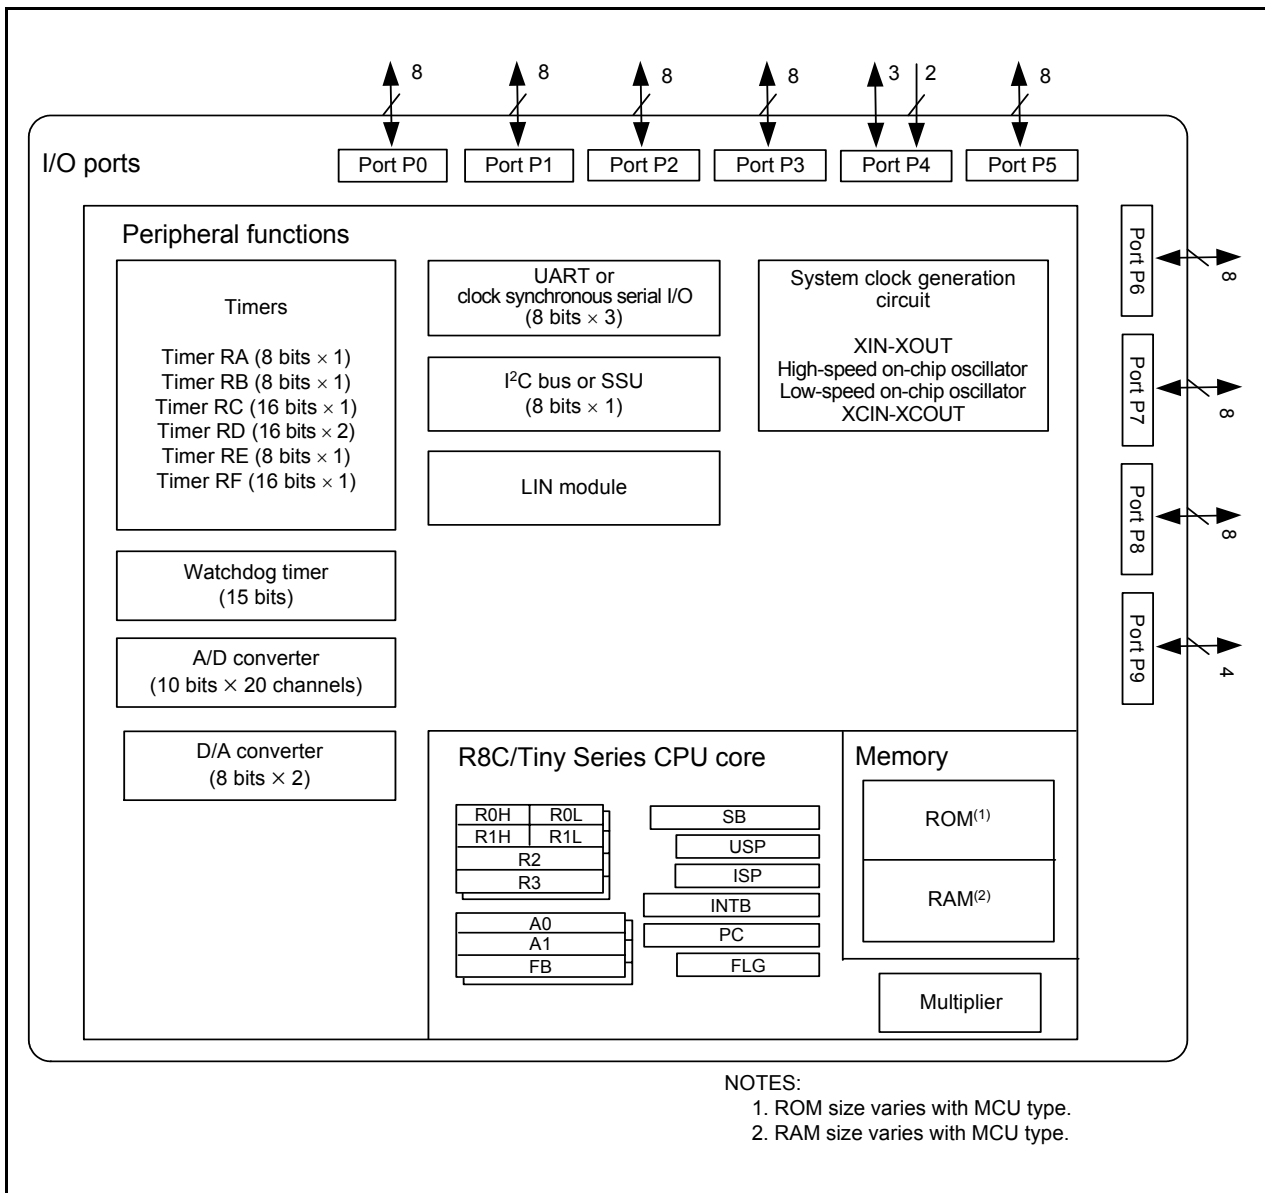 8
8
8
8
3
2
8
I/O ports
Port P0
Port P1
Port P2
Port P3
Port P4
Port P5
Port P6
8
Port P7
8
Port P8
8
Port P9
4
Peripheral functions
Timers
Timer RA (8 bits × 1)
Timer RB (8 bits × 1)
Timer RC (16 bits × 1)
Timer RD (16 bits × 2)
Timer RE (8 bits × 1)
Timer RF (16 bits × 1)
UART or
clock synchronous serial I/O
(8 bits × 3)
I²C bus or SSU
(8 bits × 1)
LIN module
System clock generation
circuit
XIN-XOUT
High-speed on-chip oscillator
Low-speed on-chip oscillator
XCIN-XCOUT
Watchdog timer
(15 bits)
A/D converter
(10 bits × 20 channels)
D/A converter
(8 bits × 2)
R8C/Tiny Series CPU core
R0H
R0L
R1H
R1L
R2
R3
A0
A1
FB
SB
USP
ISP
INTB
PC
FLG
Memory
ROM(1)
RAM(2)
Multiplier
NOTES:
1. ROM size varies with MCU type.
2. RAM size varies with MCU type.